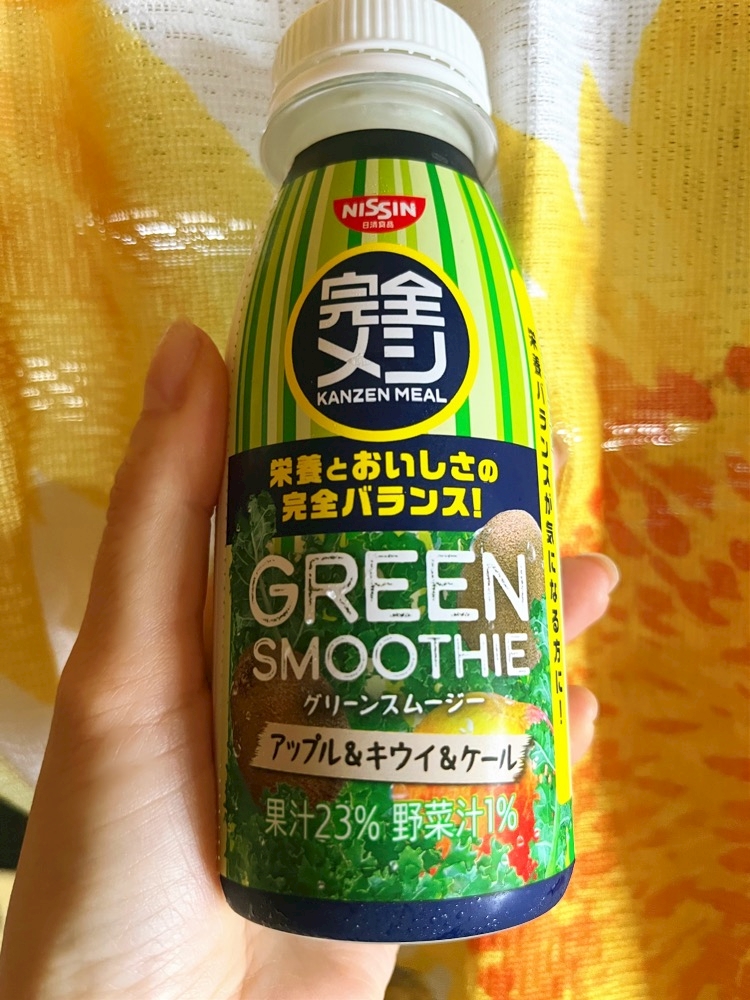 NISSIN
日清食品
完全
メシ
KANZEN MEAL
栄養とおいしさの
完全バランス!
GREEN
SMOOTHIE
グリーンスムージー
アップル&キウイ&ケール
果汁23% 野菜汁1%
栄養バランスが気になる方に!